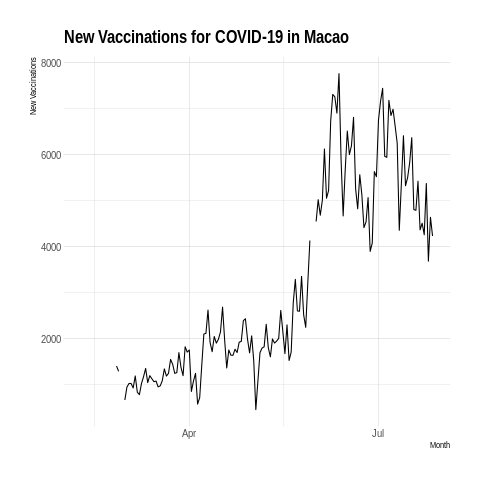 New Vaccinations for COVID-19 in Macao
New Vaccinations
8000
6000
4000
2000
Apr
Jul
Month